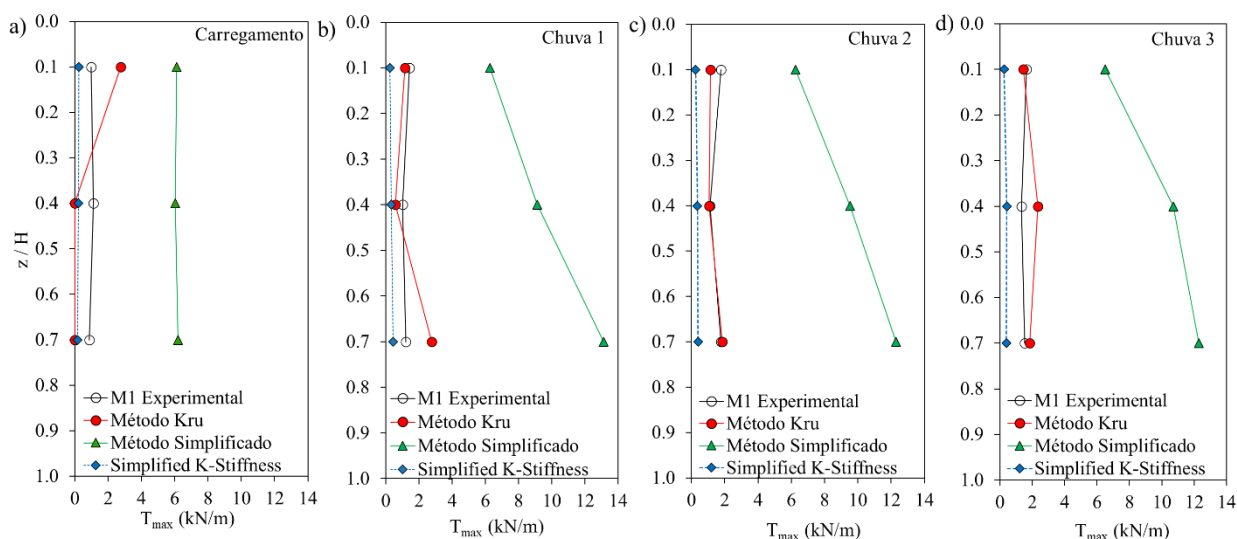 a)
Carregamento
0.0
0.1
0.2
0.3
0.4
0.5
0.6
0.7
0.8
0.9
1.0
z / H
M1 Experimental
Método Kru
Método Simplificado
Simplified K-Stiffness
0 2 4 6 8 10 12 14
Tmax (kN/m)
b)
Chuva 1
0.0
0.1
0.2
0.3
0.4
0.5
0.6
0.7
0.8
0.9
1.0
M1 Experimental
Método Kru
Método Simplificado
Simplified K-Stiffness
0 2 4 6 8 10 12 14
Tmax (kN/m)
c)
Chuva 2
0.0
0.1
0.2
0.3
0.4
0.5
0.6
0.7
0.8
0.9
1.0
M1 Experimental
Método Kru
Método Simplificado
Simplified K-Stiffness
0 2 4 6 8 10 12 14
Tmax (kN/m)
d)
Chuva 3
0.0
0.1
0.2
0.3
0.4
0.5
0.6
0.7
0.8
0.9
1.0
M1 Experimental
Método Kru
Método Simplificado
Simplified K-Stiffness
0 2 4 6 8 10 12 14
Tmax (kN/m)